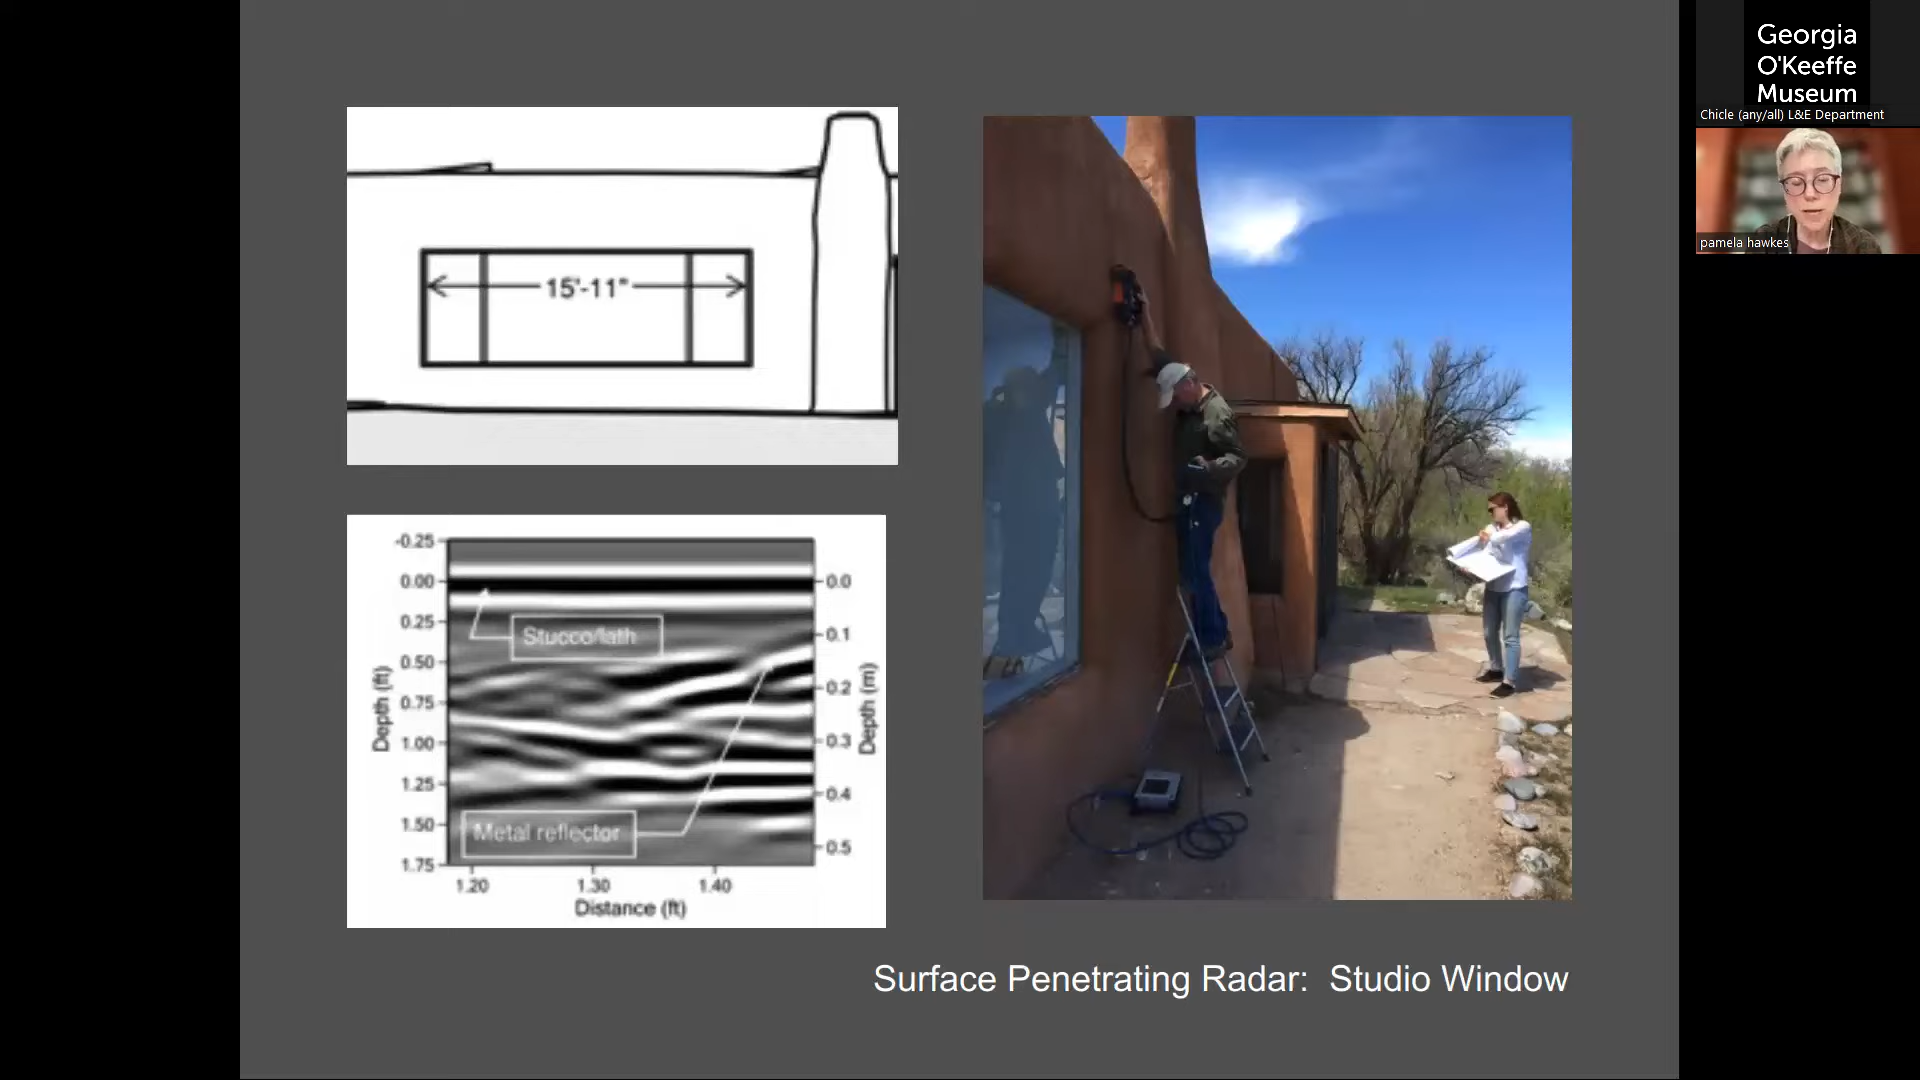 15'-11"
-0.25
0.00
0.25
0.50
0.75
1.00
1.25
1.50
1.75
Depth (ft)
Stucco/lath
Metal reflector
0.0
0.1
0.2
0.3
0.4
0.5
Depth (m)
1.20 1.30 1.40
Distance (ft)
Surface Penetrating Radar: Studio Window
Georgia
O'Keeffe
Museum
Chicle (any/all) L&E Department
pamela hawkes